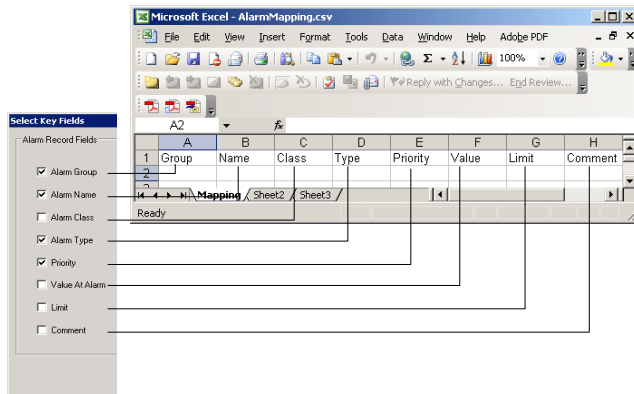 Microsoft Excel - AlarmMapping.csv
File Edit View Insert Format Tools Data Window Help Adobe PDF
100%
Reply with Changes... End Review...
A2 fx
A B C D E F G H
1 Group Name Class Type Priority Value Limit Comment
2
Mapping Sheet2 Sheet3
Ready
Select Key Fields
Alarm Record Fields
Alarm Group
Alarm Name
Alarm Class
Alarm Type
Priority
Value At Alarm
Limit
Comment